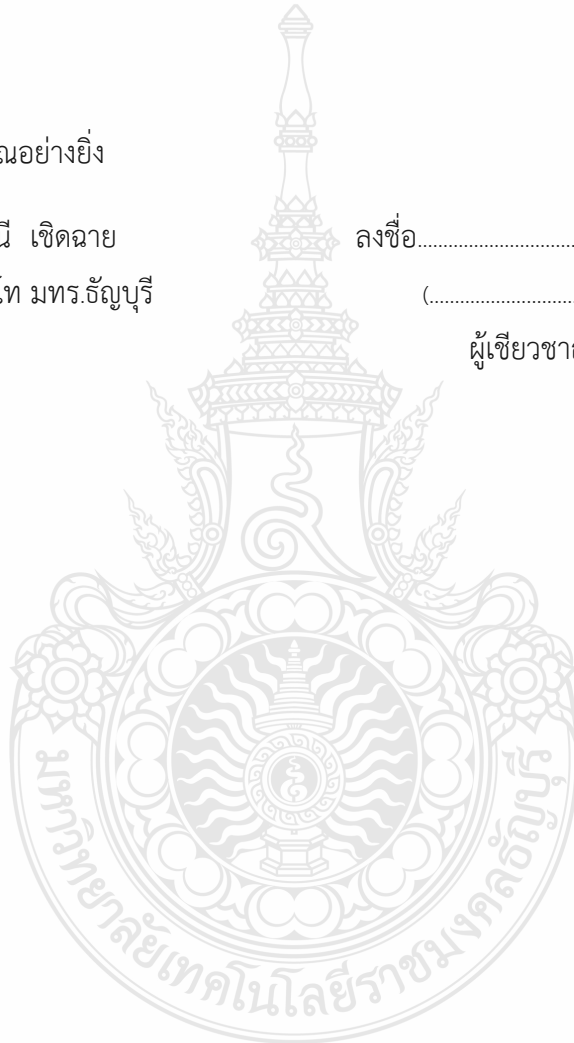 ณอย่างยิ่ง
นี เชิดฉาย ลงชื่อ....................................
โท มทร.ธัญบุรี (....................................
ผู้เชี่ยวชาญ
มหาวิทยาลัยเทคโนโลยีราชมงคลธัญบุรี